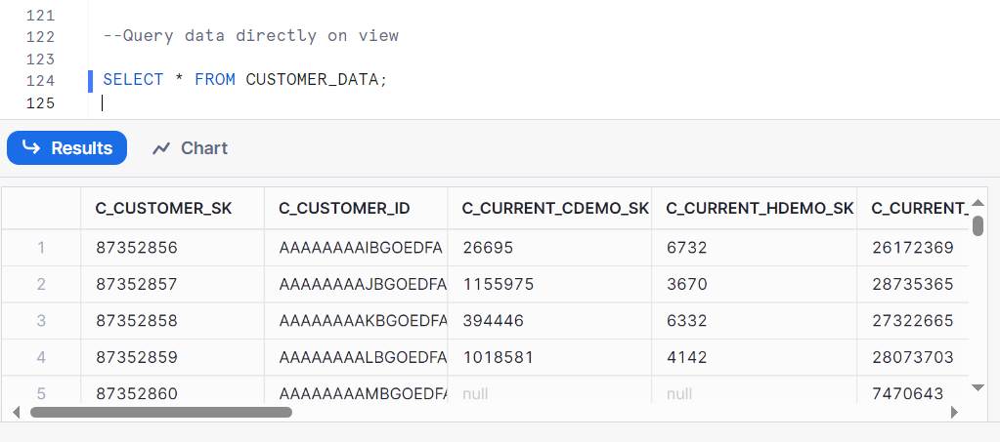 121
122 --Query data directly on view
123
124 SELECT * FROM CUSTOMER_DATA;
125
Results Chart
C_CUSTOMER_SK C_CUSTOMER_ID C_CURRENT_CDEMO_SK C_CURRENT_HDEMO_SK C_CURRENT_
1 87352856 AAAAAAAAIBGOEDFA 26695 6732 26172369
2 87352857 AAAAAAAAJBGOEDFA 1155975 3670 28735365
3 87352858 AAAAAAAAKBGOEDFA 394446 6332 27322665
4 87352859 AAAAAAAALBGOEDFA 1018581 4142 28073703
5 87352860 AAAAAAAAMBGOEDFA null null 7470643